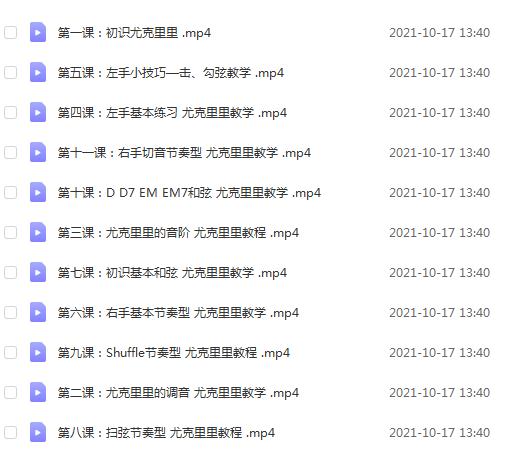 第一课：初识尤克里里 .mp4 2021-10-17 13:40
第五课：左手小技巧—击、勾弦教学 .mp4 2021-10-17 13:40
第四课：左手基本练习 尤克里里教学 .mp4 2021-10-17 13:40
第十一课：右手切音节奏型 尤克里里教学 .mp4 2021-10-17 13:40
第十课：D D7 EM EM7和弦 尤克里里教学 .mp4 2021-10-17 13:40
第三课：尤克里里的音阶 尤克里里教程 .mp4 2021-10-17 13:40
第七课：初识基本和弦 尤克里里教学 .mp4 2021-10-17 13:40
第六课：右手基本节奏型 尤克里里教学 .mp4 2021-10-17 13:40
第九课：Shuffle节奏型 尤克里里教程 .mp4 2021-10-17 13:40
第二课：尤克里里的调音 尤克里里教学 .mp4 2021-10-17 13:40
第八课：扫弦节奏型 尤克里里教程 .mp4 2021-10-17 13:40